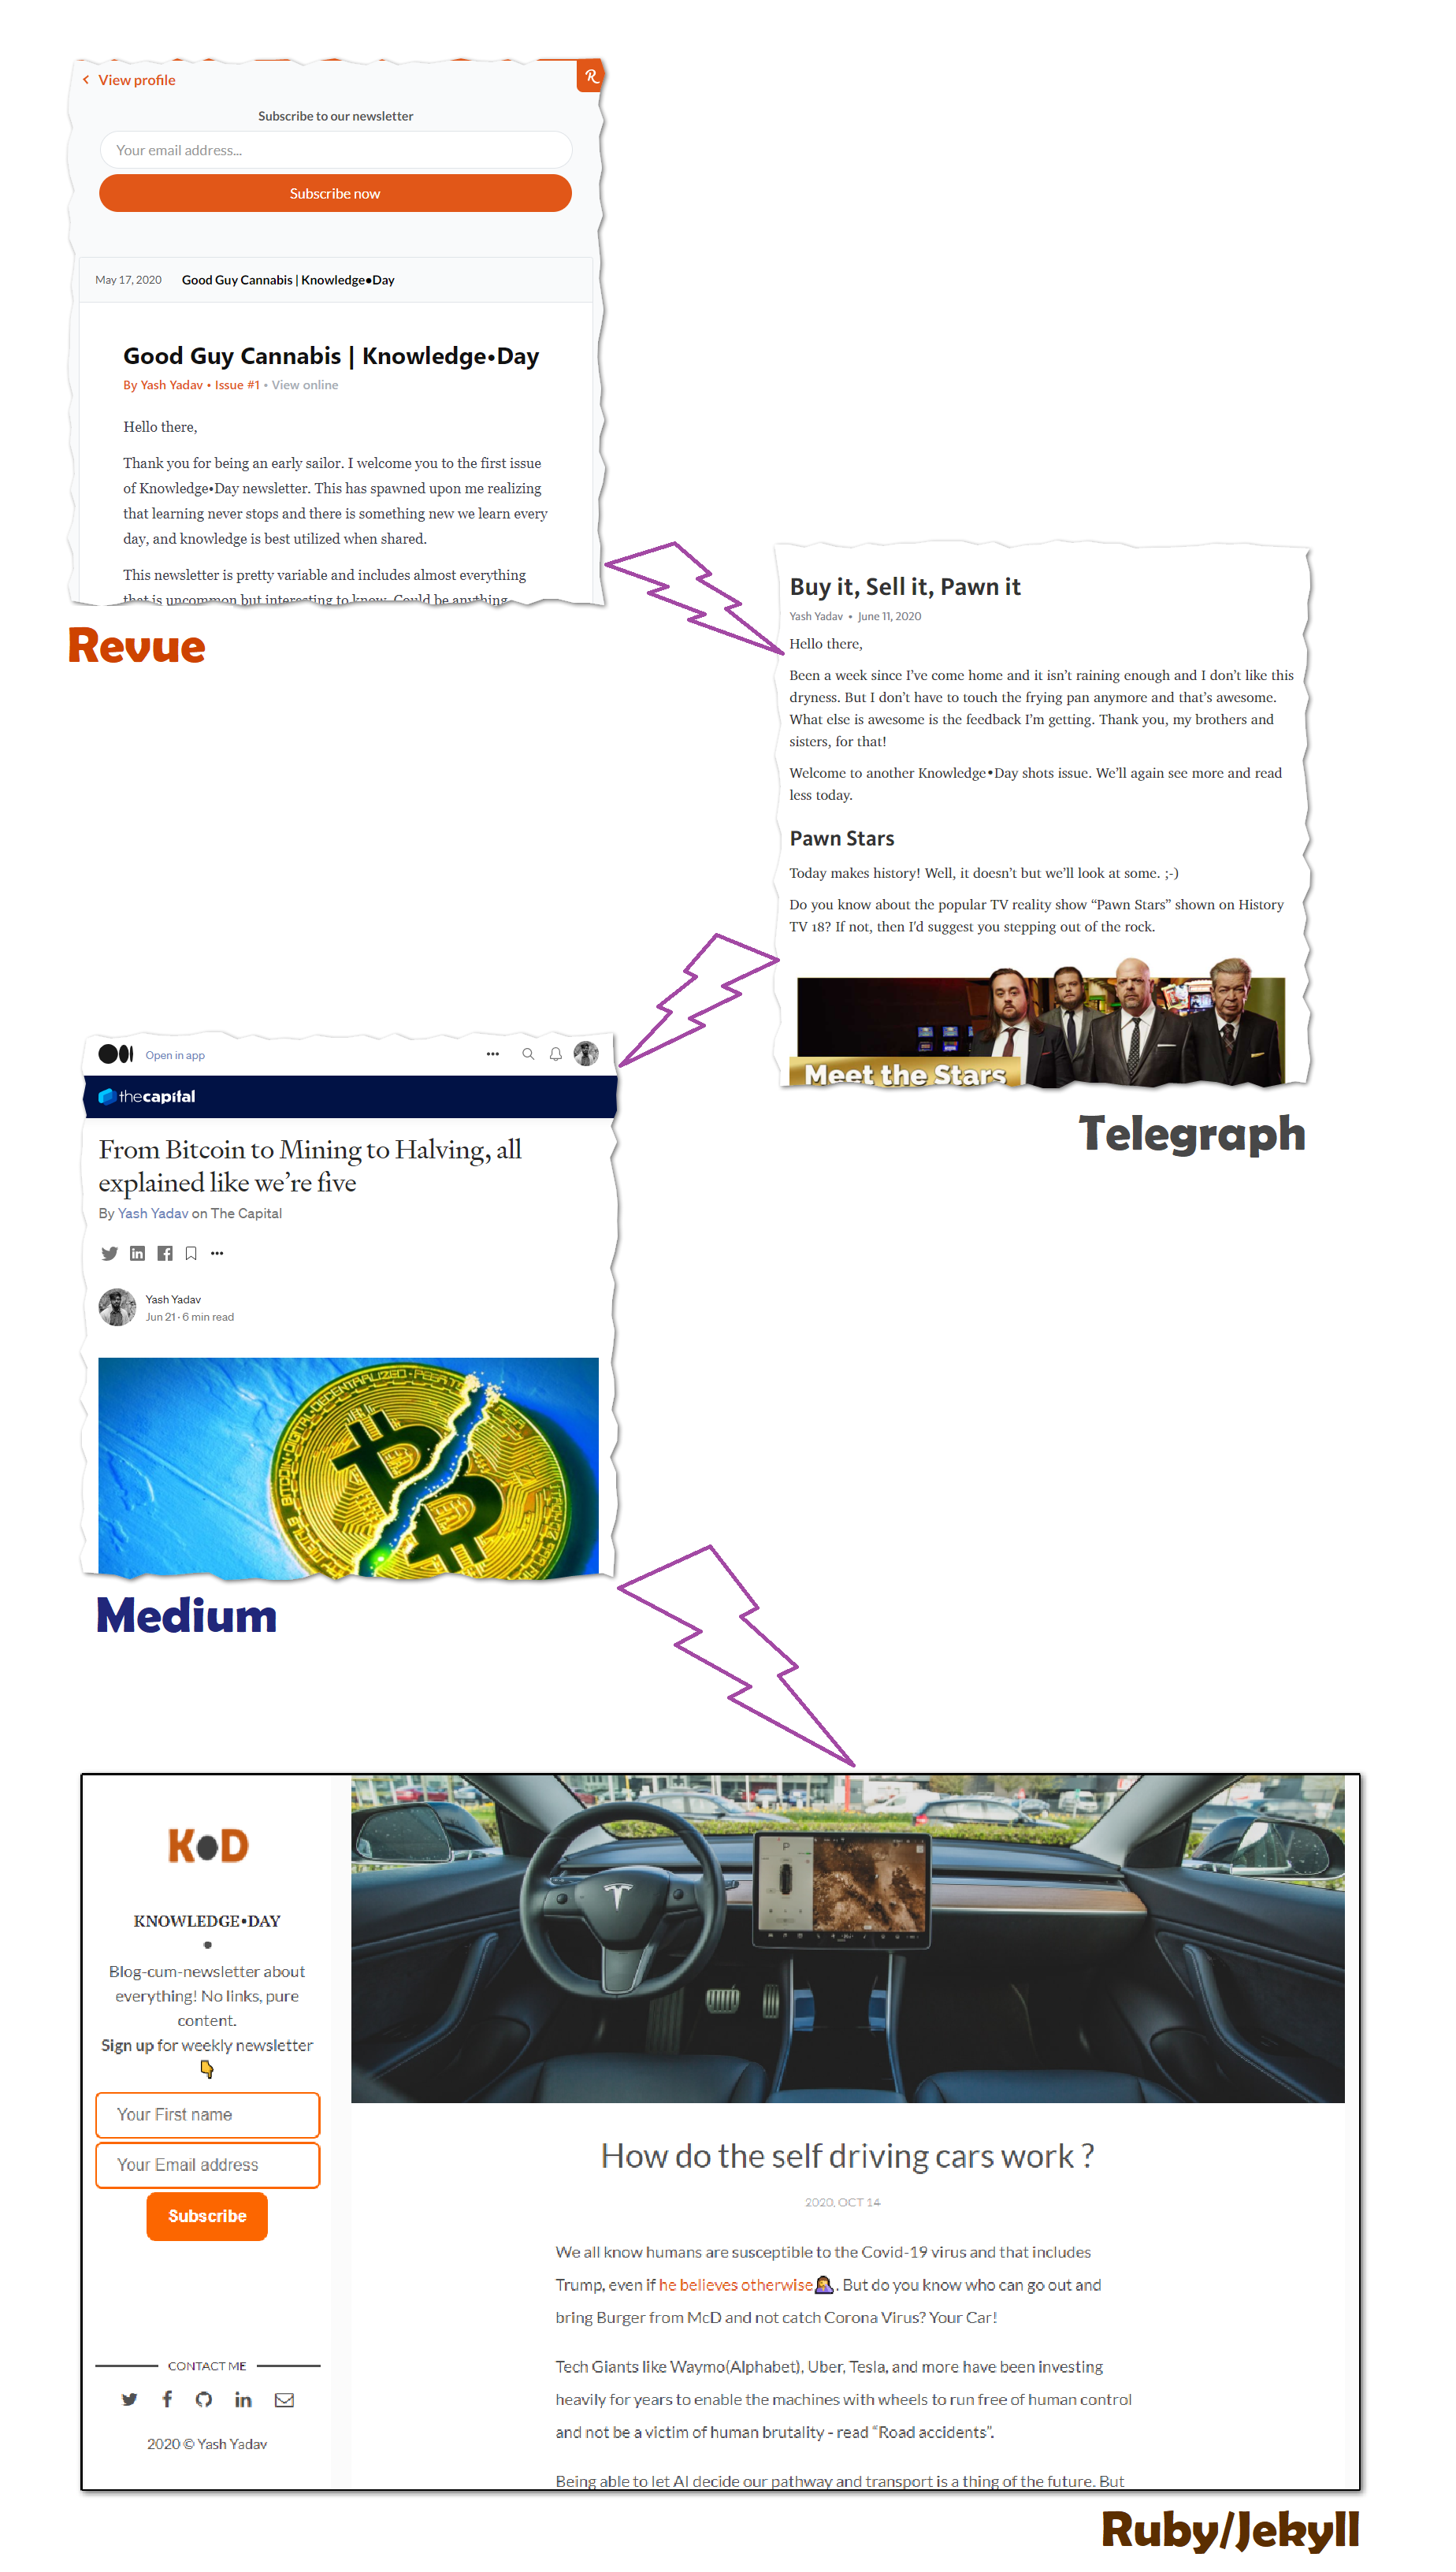 View profile
R
Subscribe to our newsletter
Your email address...
Subscribe now
May 17, 2020 Good Guy Cannabis | Knowledge•Day
Good Guy Cannabis | Knowledge•Day
By Yash Yadav • Issue #1 • View online
Hello there,
Thank you for being an early sailor. I welcome you to the first issue
of Knowledge•Day newsletter. This has spawned upon me realizing
that learning never stops and there is something new we learn every
day, and knowledge is best utilized when shared.
This newsletter is pretty variable and includes almost everything
that is uncommon but interesting to know. Could be anything
Revue
Buy it, Sell it, Pawn it
Yash Yadav • June 11, 2020
Hello there,
Been a week since I've come home and it isn't raining enough and I don't like this
dryness. But I don't have to touch the frying pan anymore and that's awesome.
What else is awesome is the feedback I'm getting. Thank you, my brothers and
sisters, for that!
Welcome to another Knowledge•Day shots issue. We'll again see more and read
less today.
Pawn Stars
Today makes history! Well, it doesn't but we'll look at some. ;-)
Do you know about the popular TV reality show “Pawn Stars” shown on History
TV 18? If not, then I'd suggest you stepping out of the rock.
Meet the Stars
Telegraph
Open in app
thecapital
From Bitcoin to Mining to Halving, all
explained like we're five
By Yash Yadav on The Capital
Yash Yadav
Jun 21 · 6 min read
BITCOIN·DIGITAL·DECENTRALIZED·PEER
Medium
K●D
KNOWLEDGE•DAY
•
Blog-cum-newsletter about
everything! No links, pure
content.
Sign up for weekly newsletter
👇
Your First name
Your Email address
Subscribe
CONTACT ME
2020 © Yash Yadav
P
How do the self driving cars work ?
2020, OCT 14
We all know humans are susceptible to the Covid-19 virus and that includes
Trump, even if he believes otherwise🤦. But do you know who can go out and
bring Burger from McD and not catch Corona Virus? Your Car!
Tech Giants like Waymo(Alphabet), Uber, Tesla, and more have been investing
heavily for years to enable the machines with wheels to run free of human control
and not be a victim of human brutality - read “Road accidents”.
Being able to let AI decide our pathway and transport is a thing of the future. But
Ruby/Jekyll